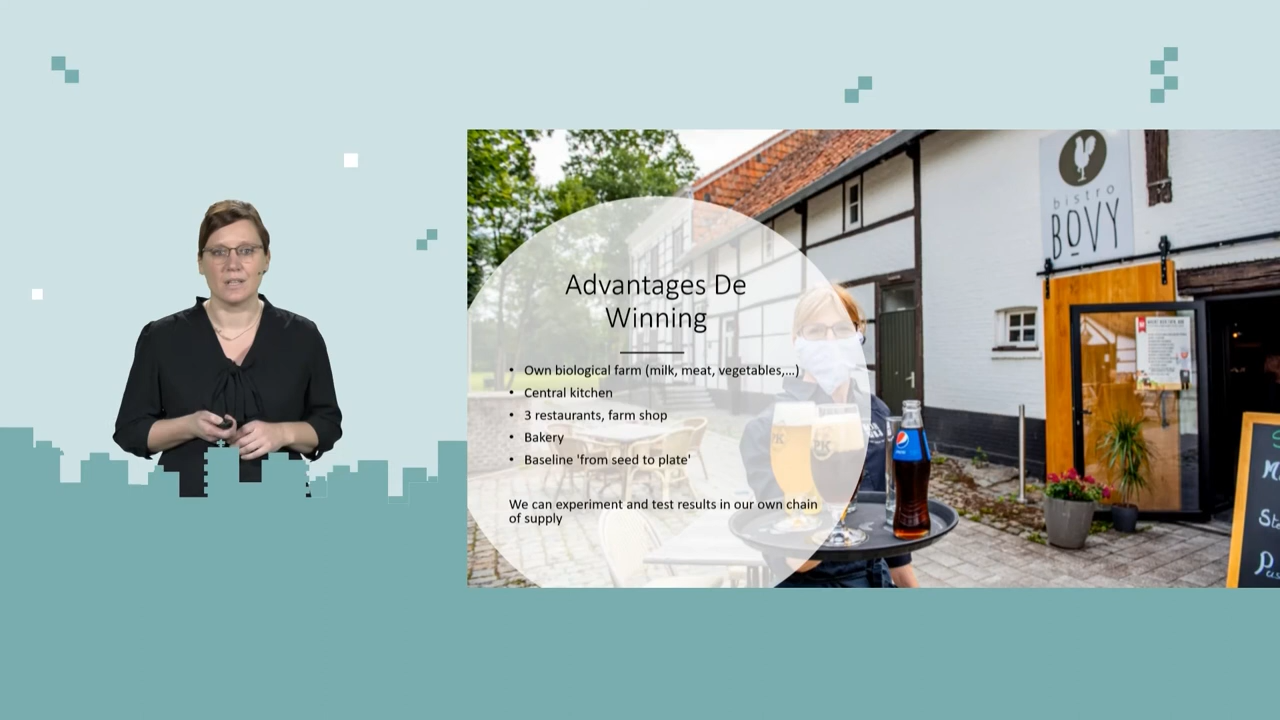 Advantages De
Winning
• Own biological farm (milk, meat, vegetables,...)
• Central kitchen
• 3 restaurants, farm shop
• Bakery
• Baseline 'from seed to plate'
We can experiment and test results in our own chain
of supply
bistro
BOVY
pepsi